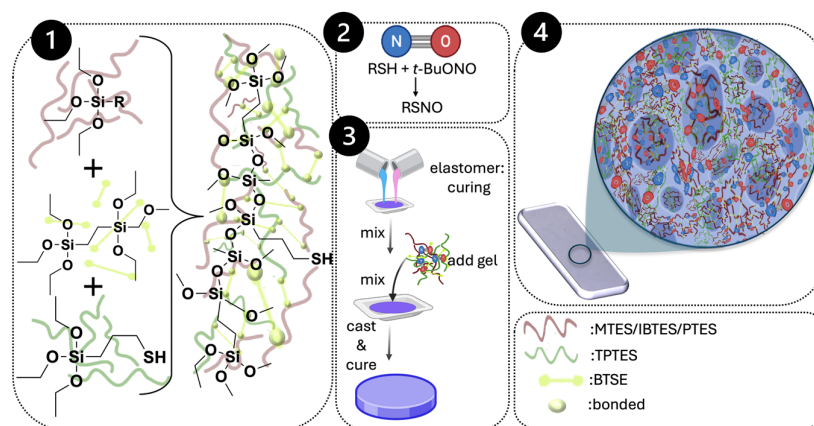 1
Si
R
O
O
O
+
O
Si
O
O
O
Si
O
O
+
O
Si
O
O
SH
O
O
Si
O
Si
O
O
Si
O
O
Si
O
SH
Si
O
O
Si
O
O
Si
O
O
2
N
O
RSH + t-BuONO
RSNO
3
elastomer:
curing
mix
add gel
mix
cast
&
cure
4
:MTES/IBTES/PTES
:TPTES
:BTSE
:bonded